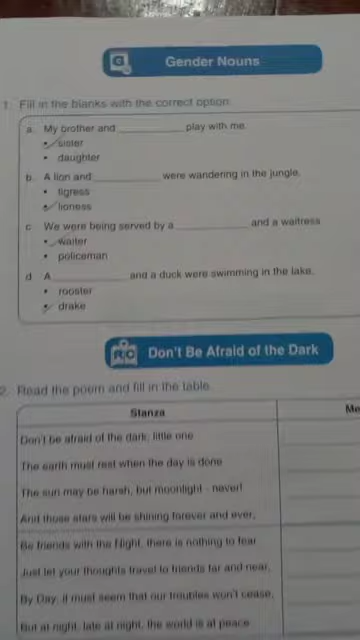 G Gender Nouns
1. Fill in the blanks with the correct option.
a. My brother and ____________ play with me.
• sister
• daughter
b. A lion and ____________ were wandering in the jungle.
• tigress
• lioness
c. We were being served by a ____________ and a waitress
• waiter
• policeman
d. A ____________ and a duck were swimming in the lake.
• rooster
• drake
RC Don't Be Afraid of the Dark
2. Read the poem and fill in the table.
Stanza Me
Don't be afraid of the dark, little one
The earth must rest when the day is done
The sun may be harsh, but moonlight - never!
And those stars will be shining forever and ever,
Be friends with the Night, there is nothing to fear
Just let your thoughts travel to friends far and near,
By Day, it must seem that our troubles won't cease,
But at night, late at night, the world is at peace